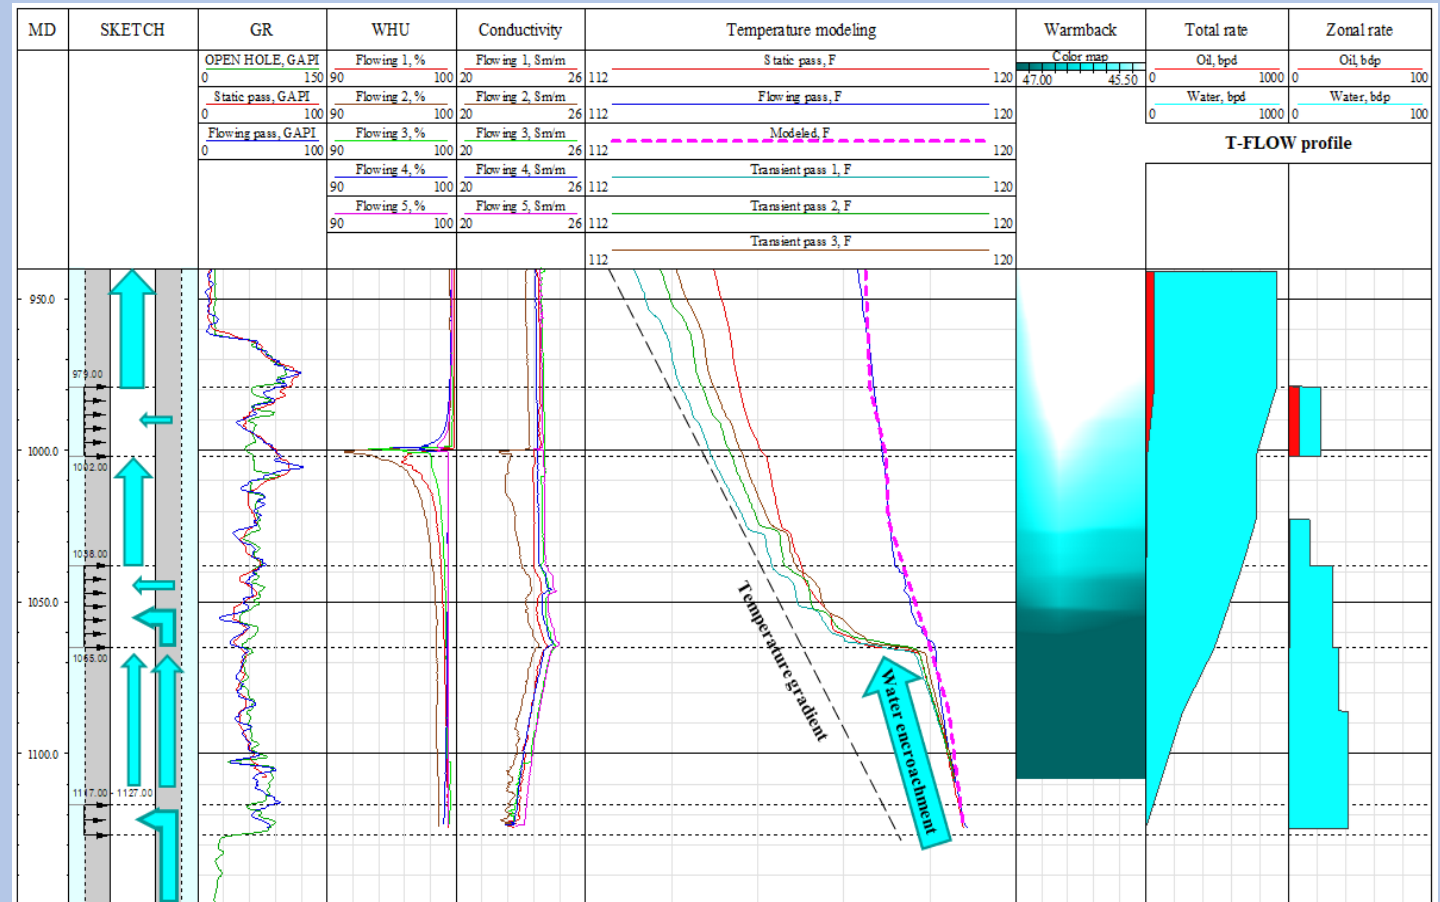 MD SKETCH GR WHU Conductivity Temperature modeling Warmback Total rate Zonal rate
OPEN HOLE, GAPI Flowing 1, % Flowing 1, Sm/m Static pass, F Color map Oil, bpd Oil, bdp
0 150 90 100 20 26 112 120 47.00 45.50 0 1000 0 100
Static pass, GAPI Flowing 2, % Flowing 2, Sm/m Flowing pass, F Water, bpd Water, bdp
0 100 90 100 20 26 112 120 0 1000 0 100
Flowing pass, GAPI Flowing 3, % Flowing 3, Sm/m Modeled, F
0 100 90 100 20 26 112 120
T-FLOW profile
Flowing 4, % Flowing 4, Sm/m Transient pass 1, F
90 100 20 26 112 120
Flowing 5, % Flowing 5, Sm/m Transient pass 2, F
90 100 20 26 112 120
Transient pass 3, F
112 120
950.0
979.00
1000.0
1002.00
1038.00
1050.0
1065.00
Temperature gradient
Water encroachment
1100.0
1117.00 - 1127.00